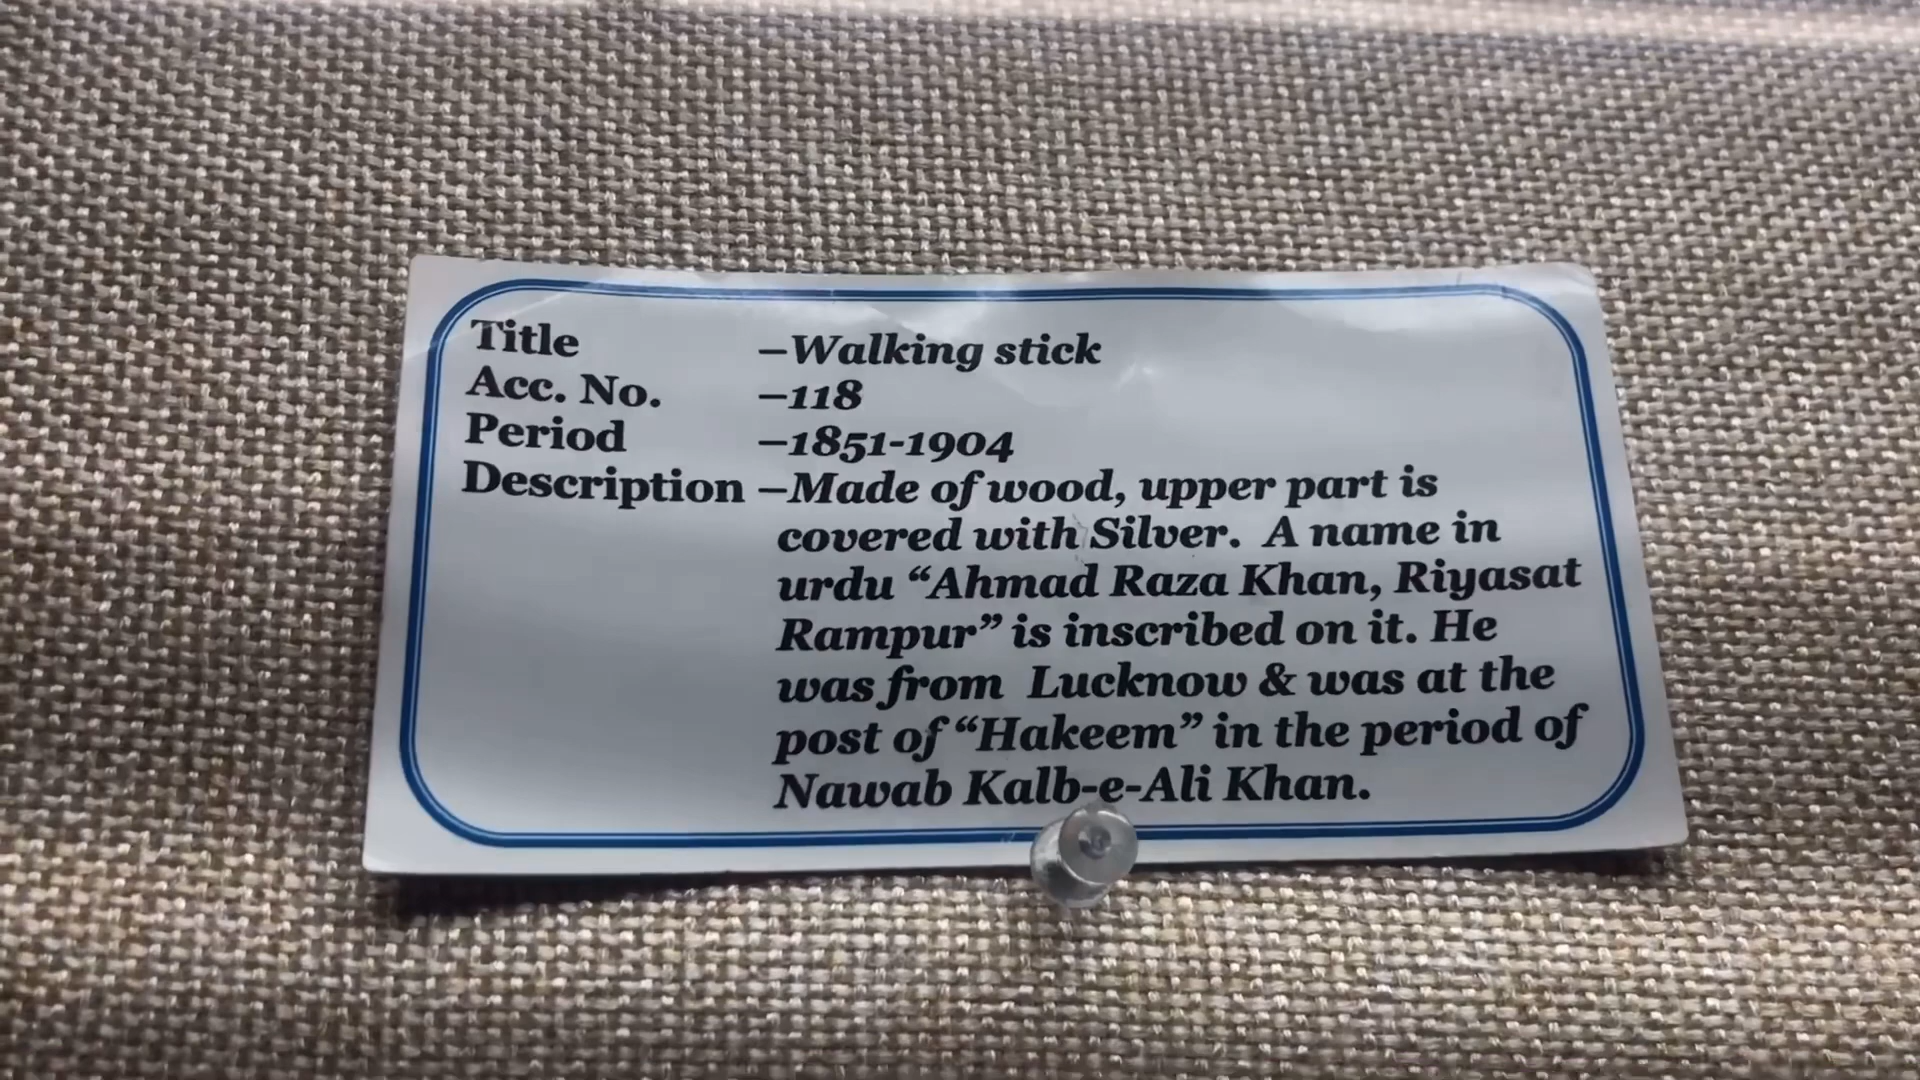 Title –Walking stick
Acc. No. –118
Period –1851-1904
Description –Made of wood, upper part is
covered with Silver. A name in
urdu “Ahmad Raza Khan, Riyasat
Rampur” is inscribed on it. He
was from Lucknow & was at the
post of “Hakeem” in the period of
Nawab Kalb-e-Ali Khan.